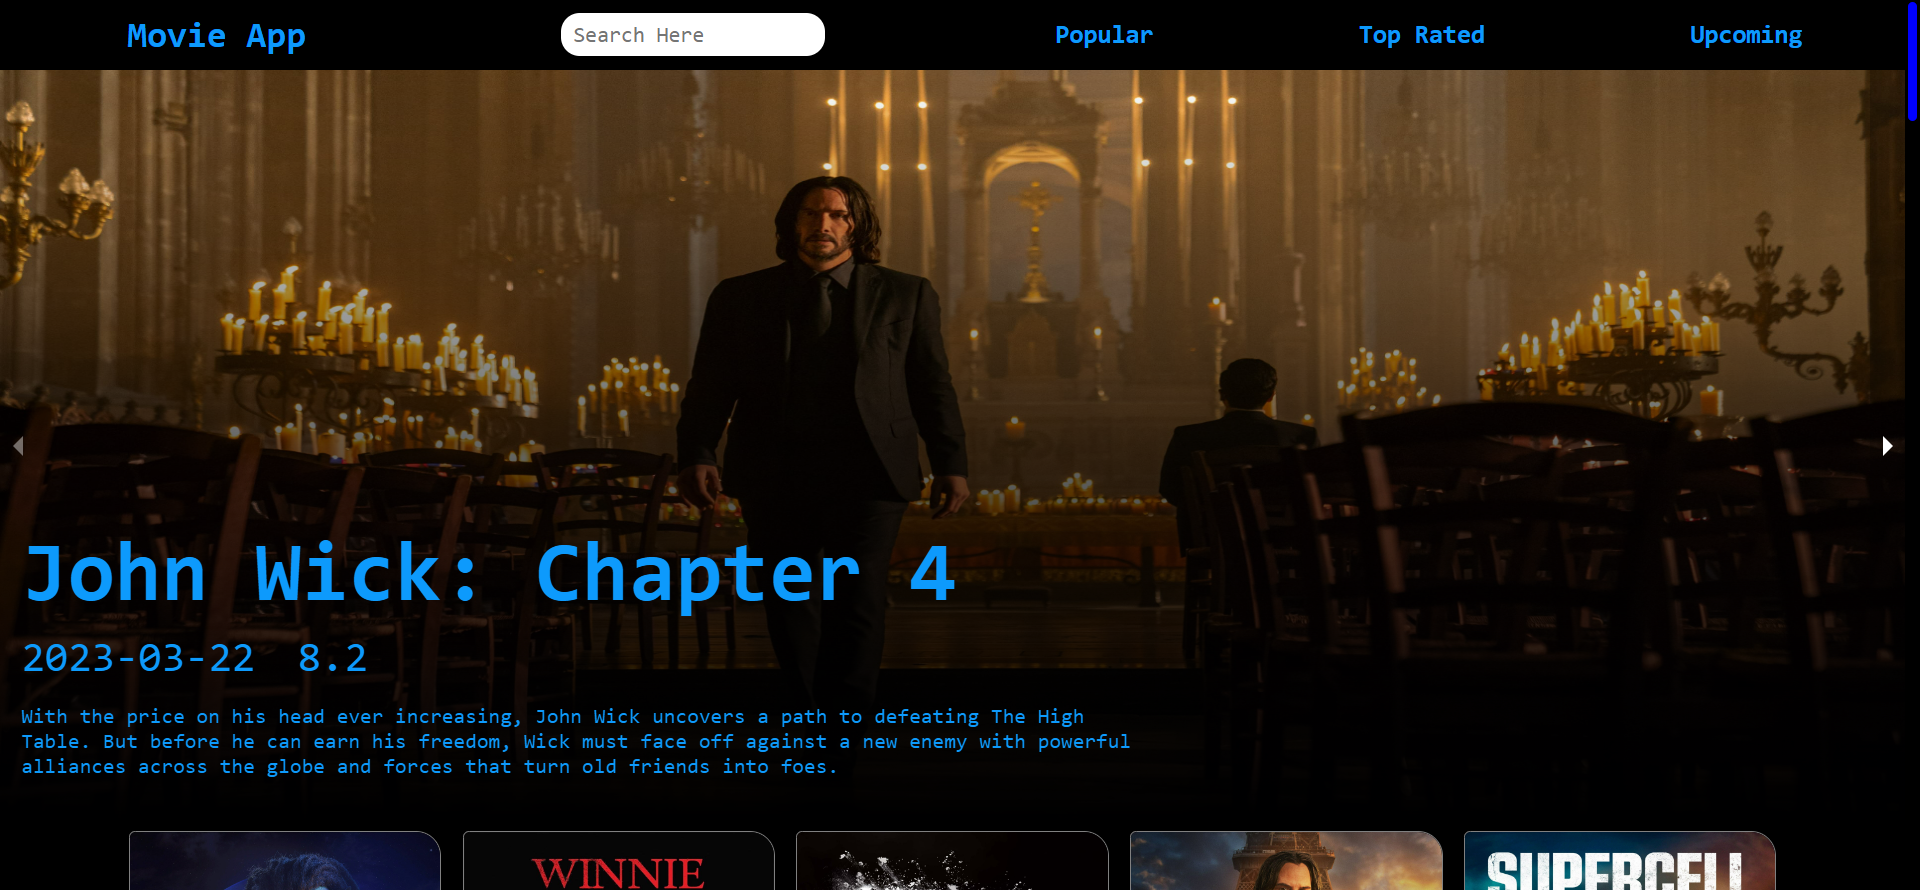 Movie App
Search Here
Popular
Top Rated
Upcoming
John Wick: Chapter 4
2023-03-22 8.2
With the price on his head ever increasing, John Wick uncovers a path to defeating The High
Table. But before he can earn his freedom, Wick must face off against a new enemy with powerful
alliances across the globe and forces that turn old friends into foes.
WINNIE
SUPERCELL